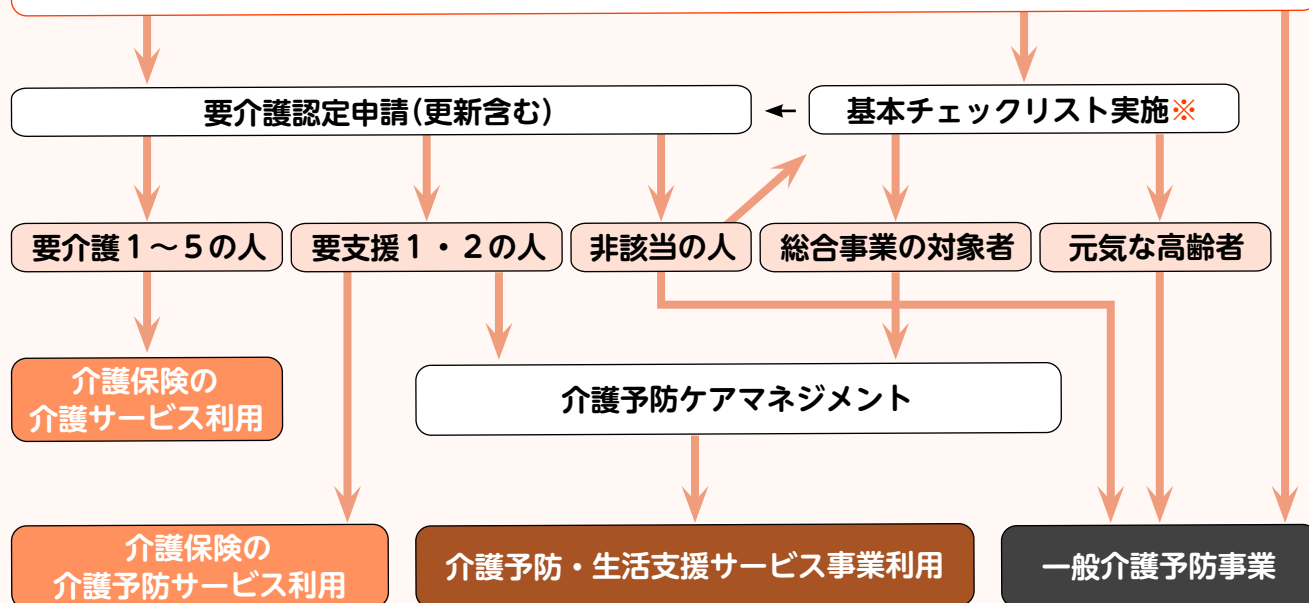 要介護認定申請(更新含む)
基本チェックリスト実施※
要介護1～5の人
要支援1・2の人
非該当の人
総合事業の対象者
元気な高齢者
介護保険の
介護サービス利用
介護予防ケアマネジメント
介護保険の
介護予防サービス利用
介護予防・生活支援サービス事業利用
一般介護予防事業